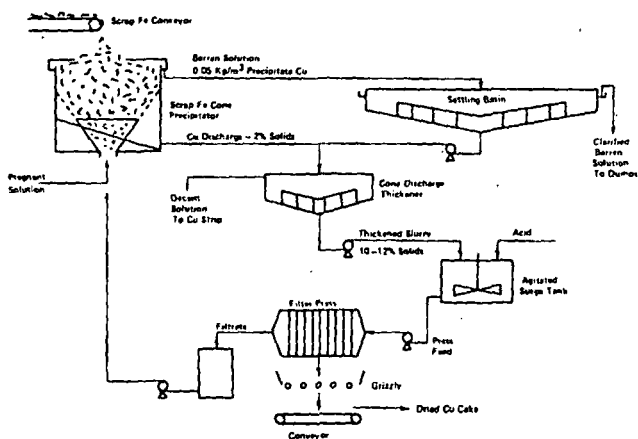 Scrap Fe Conveyor
Barren Solution
0.05 Kg/m³ Precipitate Cu
Scrap Fe Cone
Precipitator
Settling Basin
Cu Discharge ~ 2% Solids
Clarified
Barren
Solution
To Dumps
Pregnant
Solution
Decant
Solution
To Cu Strip
Cone Discharge
Thickener
Thickened Slurry
10-12% Solids
Acid
Agitated
Surge Tank
Filter Press
Filtrate
Press
Feed
Grizzly
Dried Cu Cake
Conveyor